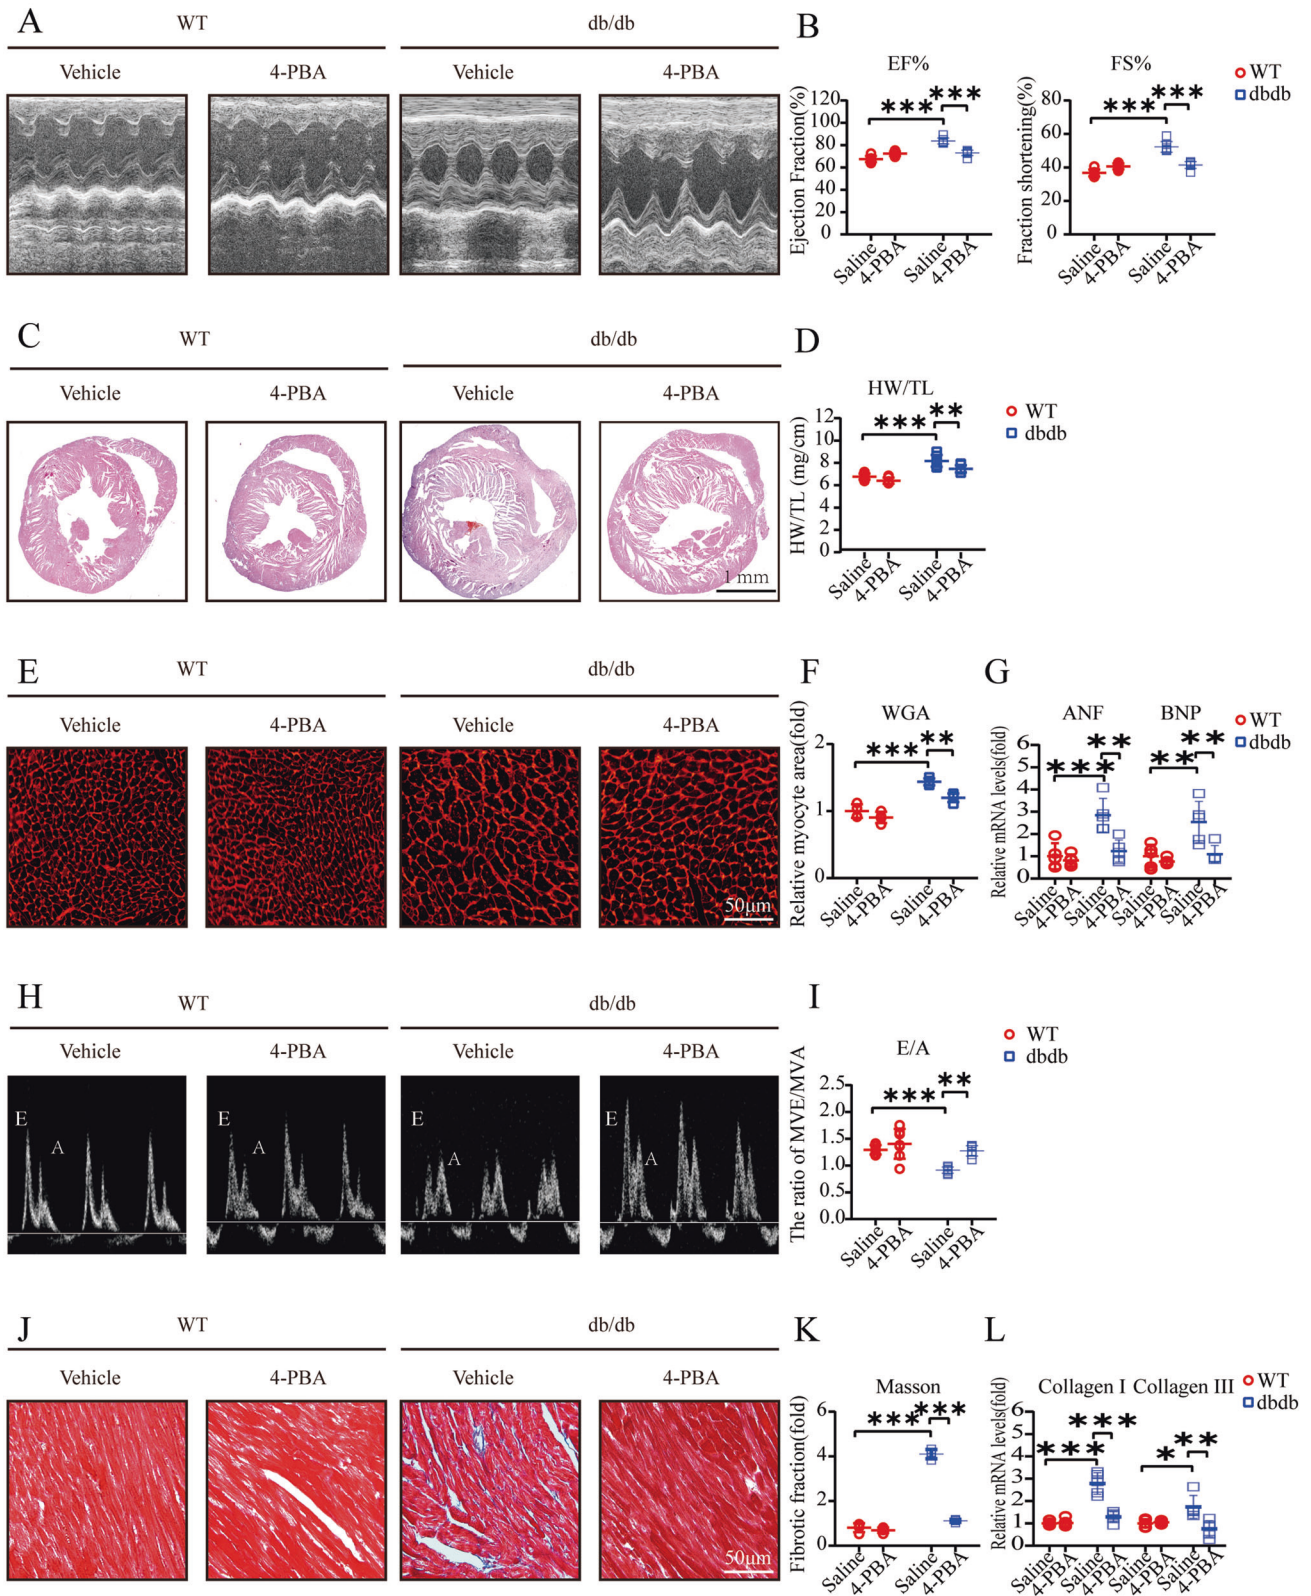 A
WT
db/db
Vehicle
4-PBA
Vehicle
4-PBA
B
EF%
Ejection Fraction(%)
120
100
80
60
40
20
0
***
***
Saline
4-PBA
Saline
4-PBA
FS%
Fraction shortening(%)
80
60
40
20
0
***
***
Saline
4-PBA
Saline
4-PBA
WT
dbdb
C
WT
db/db
Vehicle
4-PBA
Vehicle
4-PBA
1 mm
D
HW/TL
HW/TL (mg/cm)
12
10
8
6
4
2
0
***
**
Saline
4-PBA
Saline
4-PBA
WT
dbdb
E
WT
db/db
Vehicle
4-PBA
Vehicle
4-PBA
50μm
F
WGA
Relative myocyte area(fold)
2
1
0
***
**
Saline
4-PBA
Saline
4-PBA
G
ANF
BNP
Relative mRNA levels(fold)
6
5
4
3
2
1
0
***
**
**
**
Saline
4-PBA
Saline
4-PBA
Saline
4-PBA
Saline
4-PBA
WT
dbdb
H
WT
db/db
Vehicle
4-PBA
Vehicle
4-PBA
E
A
E
A
E
A
E
A
I
E/A
The ratio of MVE/MVA
2.5
2.0
1.5
1.0
0.5
0.0
***
**
Saline
4-PBA
Saline
4-PBA
WT
dbdb
J
WT
db/db
Vehicle
4-PBA
Vehicle
4-PBA
50μm
K
Masson
Fibrotic fraction(fold)
6
4
2
0
***
***
Saline
4-PBA
Saline
4-PBA
L
Collagen I
Collagen III
Relative mRNA levels(fold)
6
5
4
3
2
1
0
***
***
*
**
Saline
4-PBA
Saline
4-PBA
Saline
4-PBA
Saline
4-PBA
WT
dbdb